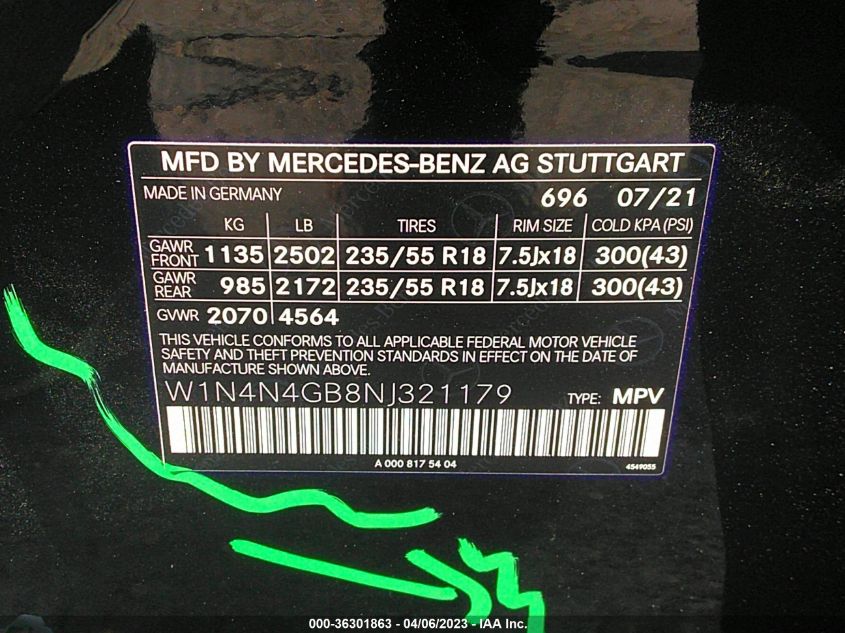 MFD BY MERCEDES-BENZ AG STUTTGART
MADE IN GERMANY 696 07/21
KG LB TIRES RIM SIZE COLD KPA (PSI)
GAWR FRONT 1135 2502 235/55 R18 7.5Jx18 300(43)
GAWR REAR 985 2172 235/55 R18 7.5Jx18 300(43)
GVWR 2070 4564
THIS VEHICLE CONFORMS TO ALL APPLICABLE FEDERAL MOTOR VEHICLE
SAFETY AND THEFT PREVENTION STANDARDS IN EFFECT ON THE DATE OF
MANUFACTURE SHOWN ABOVE.
W1N4N4GB8NJ321179 TYPE: MPV
A 000 817 54 04 4549055
000-36301863 - 04/06/2023 - IAA Inc.